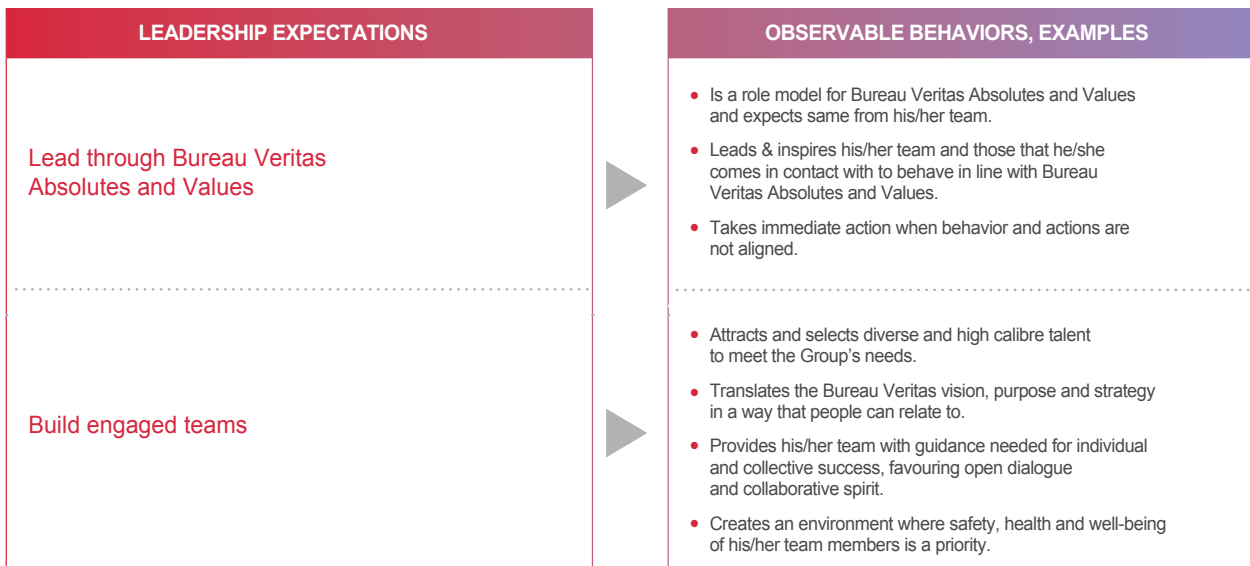 LEADERSHIP EXPECTATIONS
OBSERVABLE BEHAVIORS, EXAMPLES
Lead through Bureau Veritas
Absolutes and Values
• Is a role model for Bureau Veritas Absolutes and Values
and expects same from his/her team.
• Leads & inspires his/her team and those that he/she
comes in contact with to behave in line with Bureau
Veritas Absolutes and Values.
• Takes immediate action when behavior and actions are
not aligned.
Build engaged teams
• Attracts and selects diverse and high calibre talent
to meet the Group's needs.
• Translates the Bureau Veritas vision, purpose and strategy
in a way that people can relate to.
• Provides his/her team with guidance needed for individual
and collective success, favouring open dialogue
and collaborative spirit.
• Creates an environment where safety, health and well-being
of his/her team members is a priority.